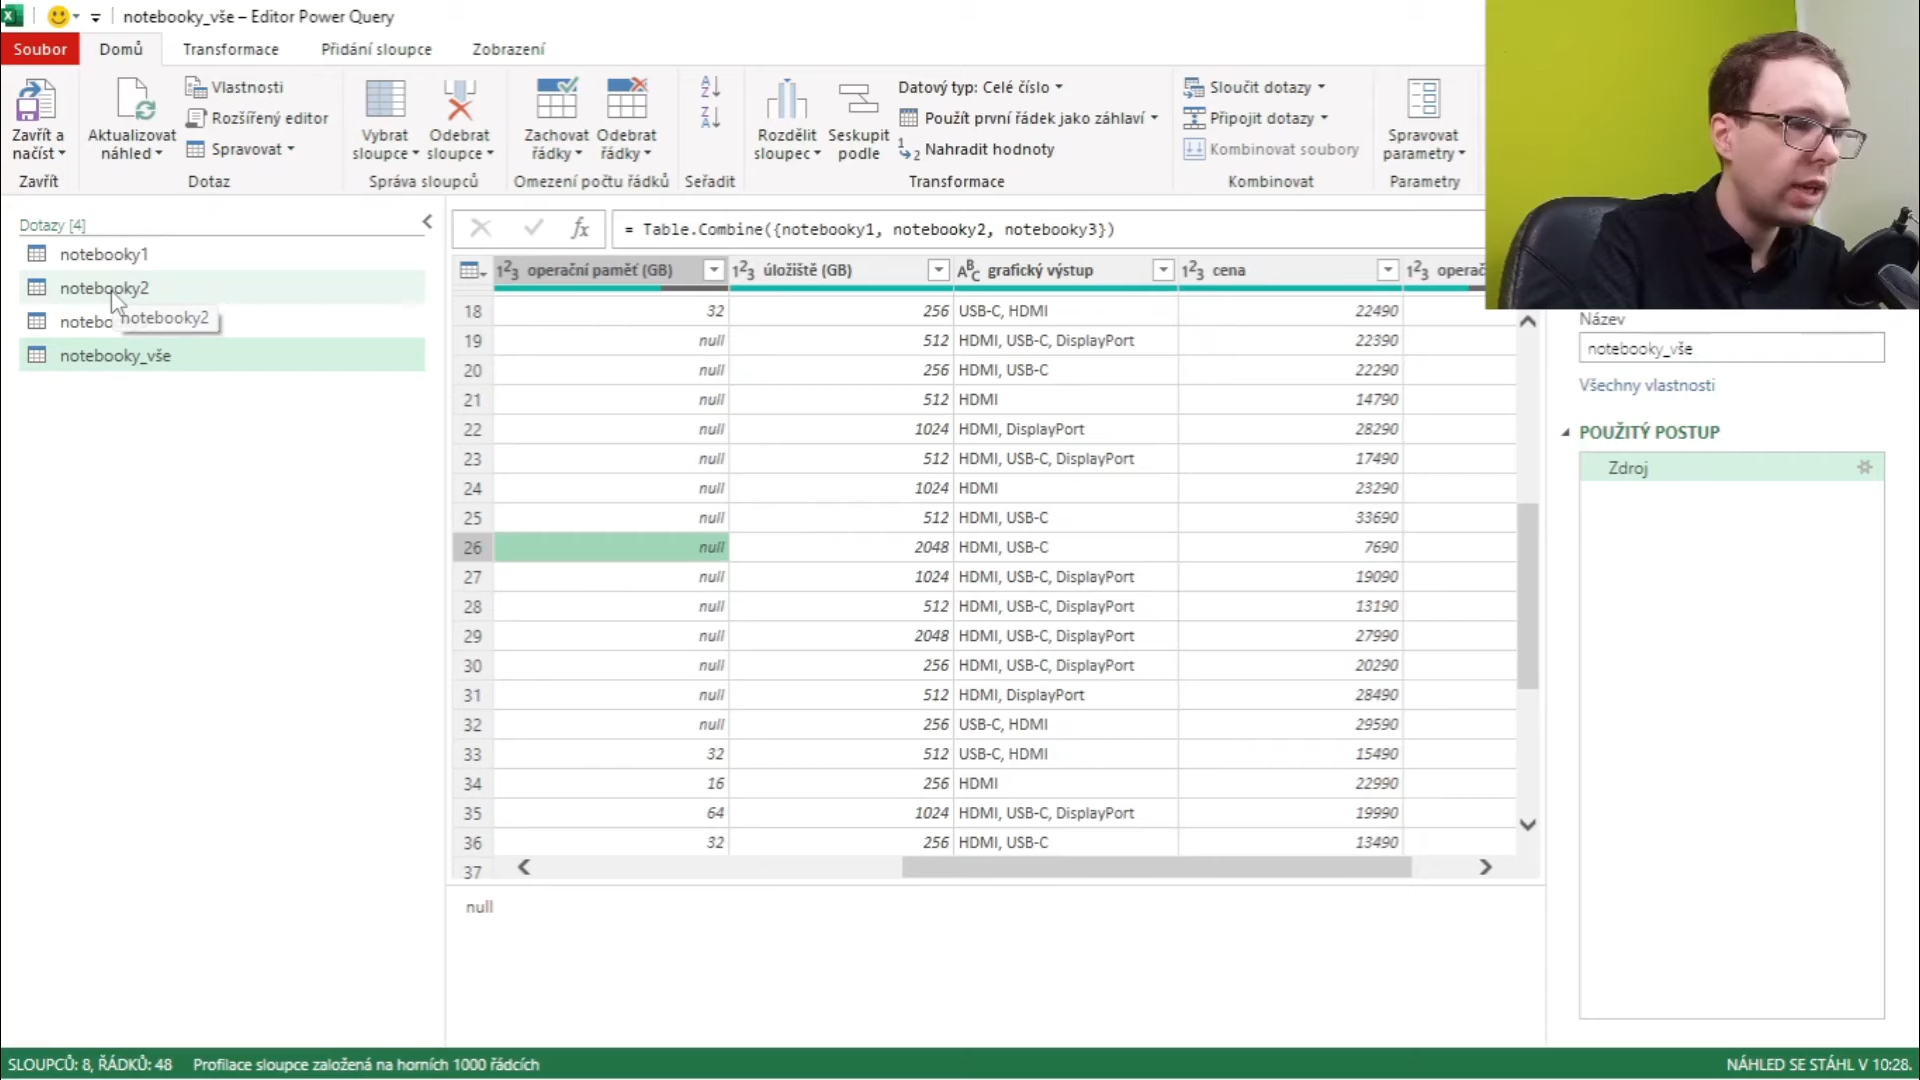 notebooky_vše – Editor Power Query
Soubor Domů Transformace Přidání sloupce Zobrazení
Zavřít a načíst
Zavřít
Aktualizovat náhled
Vlastnosti
Rozšířený editor
Spravovat
Dotaz
Vybrat sloupce
Odebrat sloupce
Správa sloupců
Zachovat řádky
Odebrat řádky
Omezení počtu řádků
Seřadit
Rozdělit sloupec
Seskupit podle
Datový typ: Celé číslo
Použít první řádek jako záhlaví
Nahradit hodnoty
Transformace
Sloučit dotazy
Připojit dotazy
Kombinovat soubory
Kombinovat
Spravovat parametry
Parametry
Dotazy [4]
notebooky1
notebooky2
notebo
notebooky2
notebooky_vše
fx = Table.Combine({notebooky1, notebooky2, notebooky3})
123 operační paměť (GB) 123 úložiště (GB) ABC grafický výstup 123 cena 123 operač
18 32 256 USB-C, HDMI 22490
19 null 512 HDMI, USB-C, DisplayPort 22390
20 null 256 HDMI, USB-C 22290
21 null 512 HDMI 14790
22 null 1024 HDMI, DisplayPort 28290
23 null 512 HDMI, USB-C, DisplayPort 17490
24 null 1024 HDMI 23290
25 null 512 HDMI, USB-C 33690
26 null 2048 HDMI, USB-C 7690
27 null 1024 HDMI, USB-C, DisplayPort 19090
28 null 512 HDMI, USB-C, DisplayPort 13190
29 null 2048 HDMI, USB-C, DisplayPort 27990
30 null 256 HDMI, USB-C, DisplayPort 20290
31 null 512 HDMI, DisplayPort 28490
32 null 256 USB-C, HDMI 29590
33 32 512 USB-C, HDMI 15490
34 16 256 HDMI 22990
35 64 1024 HDMI, USB-C, DisplayPort 19990
36 32 256 HDMI, USB-C 13490
37
null
Název
notebooky_vše
Všechny vlastnosti
POUŽITÝ POSTUP
Zdroj
SLOUPCŮ: 8, ŘÁDKŮ: 48 Profilace sloupce založená na horních 1000 řádcích
NÁHLED SE STÁHL V 10:28.